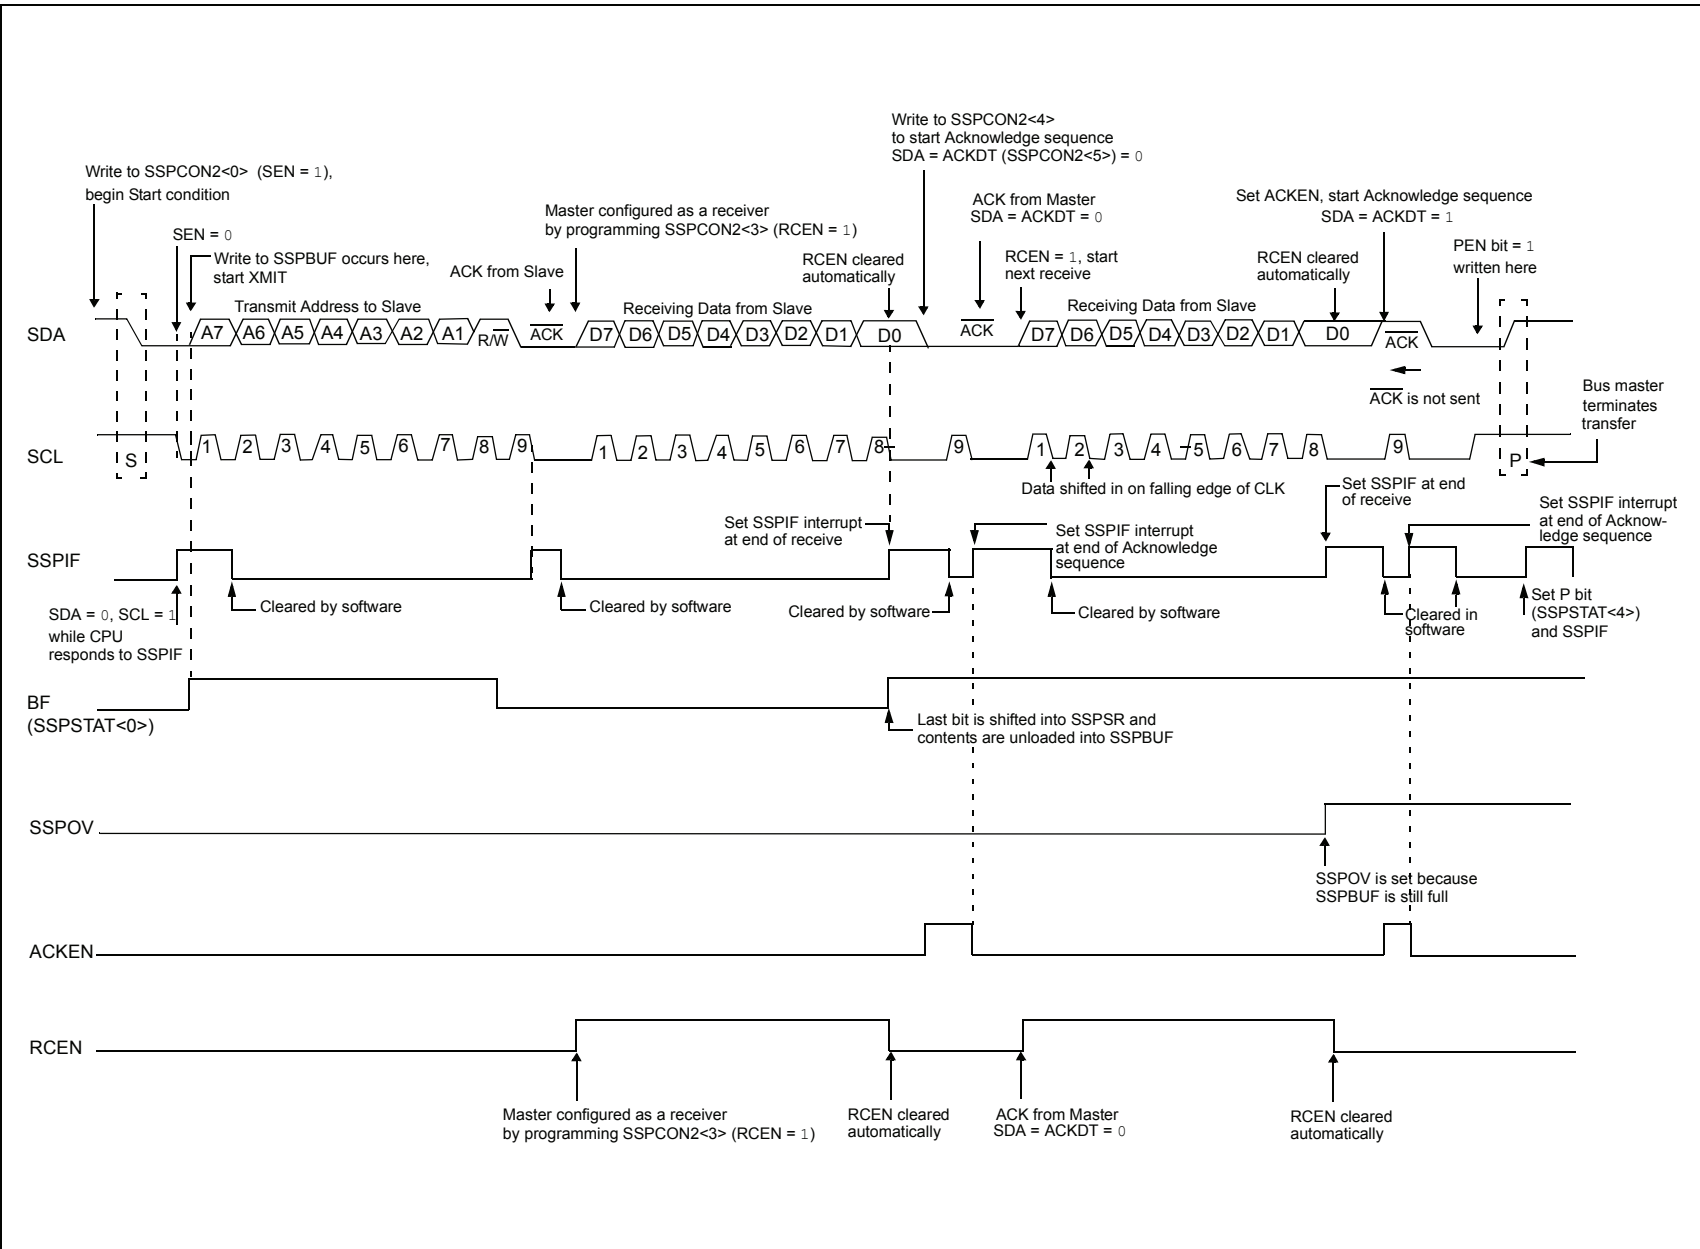 Write to SSPCON2<4>
to start Acknowledge sequence
SDA = ACKDT (SSPCON2<5>) = 0
Write to SSPCON2<0> (SEN = 1),
begin Start condition
ACK from Master
SDA = ACKDT = 0
Set ACKEN, start Acknowledge sequence
SDA = ACKDT = 1
Master configured as a receiver
by programming SSPCON2<3> (RCEN = 1)
SEN = 0
Write to SSPBUF occurs here,
start XMIT
ACK from Slave
RCEN cleared
automatically
RCEN = 1, start
next receive
RCEN cleared
automatically
PEN bit = 1
written here
Transmit Address to Slave
Receiving Data from Slave
Receiving Data from Slave
SDA
A7 A6 A5 A4 A3 A2 A1 R/W ACK D7 D6 D5 D4 D3 D2 D1 D0 ACK D7 D6 D5 D4 D3 D2 D1 D0 ACK
ACK is not sent
Bus master
terminates
transfer
SCL
S 1 2 3 4 5 6 7 8 9 1 2 3 4 5 6 7 8 9 1 2 3 4 5 6 7 8 9 P
Data shifted in on falling edge of CLK
Set SSPIF at end
of receive
Set SSPIF interrupt
at end of receive
Set SSPIF interrupt
at end of Acknowledge
sequence
Set SSPIF interrupt
at end of Acknow-
ledge sequence
SSPIF
SDA = 0, SCL = 1
while CPU
responds to SSPIF
Cleared by software
Cleared by software
Cleared by software
Cleared by software
Cleared in
software
Set P bit
(SSPSTAT<4>)
and SSPIF
BF
(SSPSTAT<0>)
Last bit is shifted into SSPSR and
contents are unloaded into SSPBUF
SSPOV
SSPOV is set because
SSPBUF is still full
ACKEN
RCEN
Master configured as a receiver
by programming SSPCON2<3> (RCEN = 1)
RCEN cleared
automatically
ACK from Master
SDA = ACKDT = 0
RCEN cleared
automatically